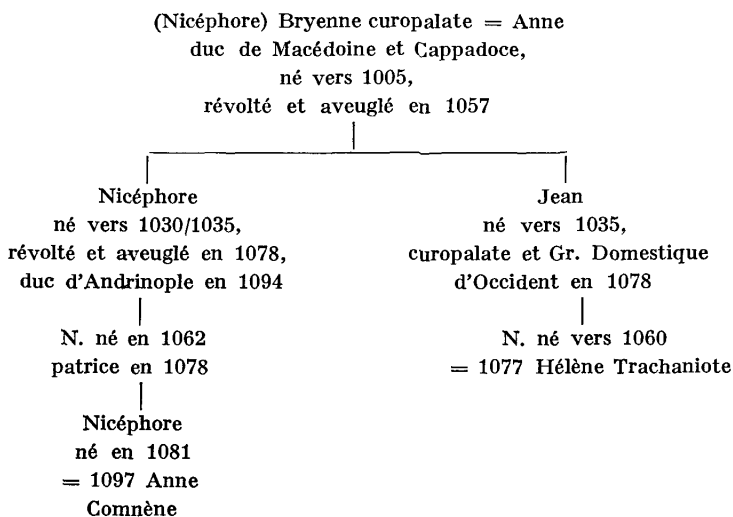 (Nicéphore) Bryenne curopalate = Anne
duc de Macédoine et Cappadoce,
né vers 1005,
révolté et aveuglé en 1057
Nicéphore
né vers 1030/1035,
révolté et aveuglé en 1078,
duc d'Andrinople en 1094
N. né en 1062
patrice en 1078
Nicéphore
né en 1081
= 1097 Anne
Comnène
Jean
né vers 1035,
curopalate et Gr. Domestique
d'Occident en 1078
N. né vers 1060
= 1077 Hélène Trachaniote